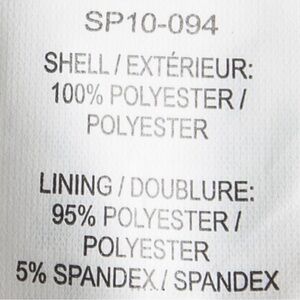 SP10-094
SHELL / EXTÉRIEUR:
100% POLYESTER /
POLYESTER
LINING / DOUBLURE:
95% POLYESTER /
POLYESTER
5% SPANDEX / SPANDEX